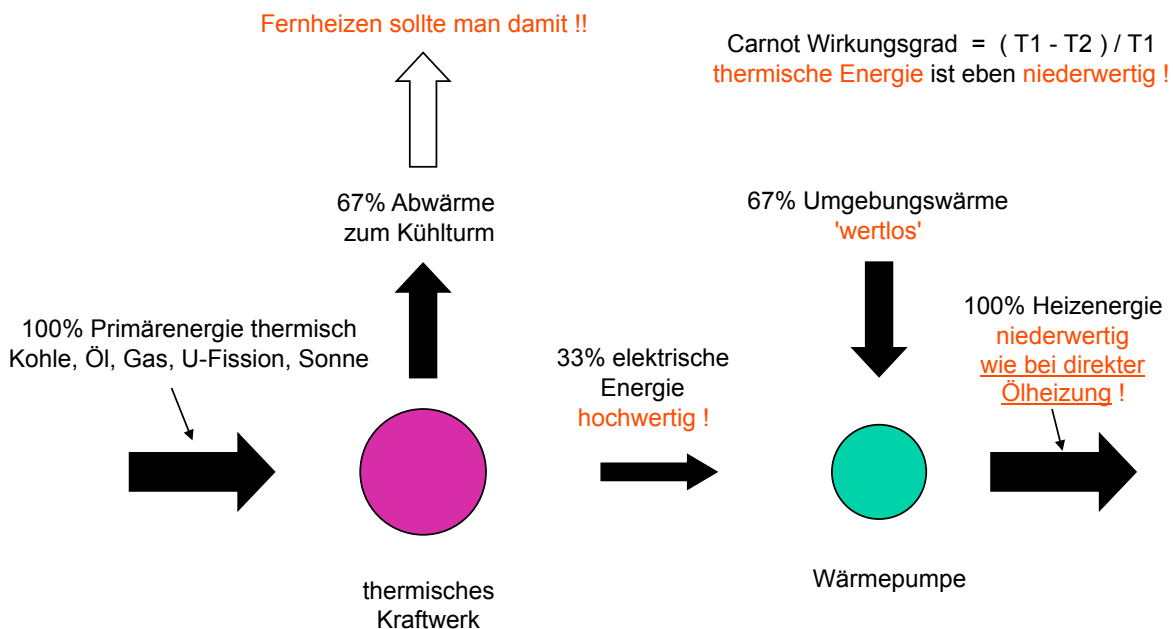 Fernheizen sollte man damit !!
Carnot Wirkungsgrad = ( T1 - T2 ) / T1
thermische Energie ist eben niederwertig !
67% Abwärme
zum Kühlturm
67% Umgebungswärme
'wertlos'
100% Primärenergie thermisch
Kohle, Öl, Gas, U-Fission, Sonne
33% elektrische
Energie
hochwertig !
100% Heizenergie
niederwertig
wie bei direkter
Ölheizung !
thermisches
Kraftwerk
Wärmepumpe